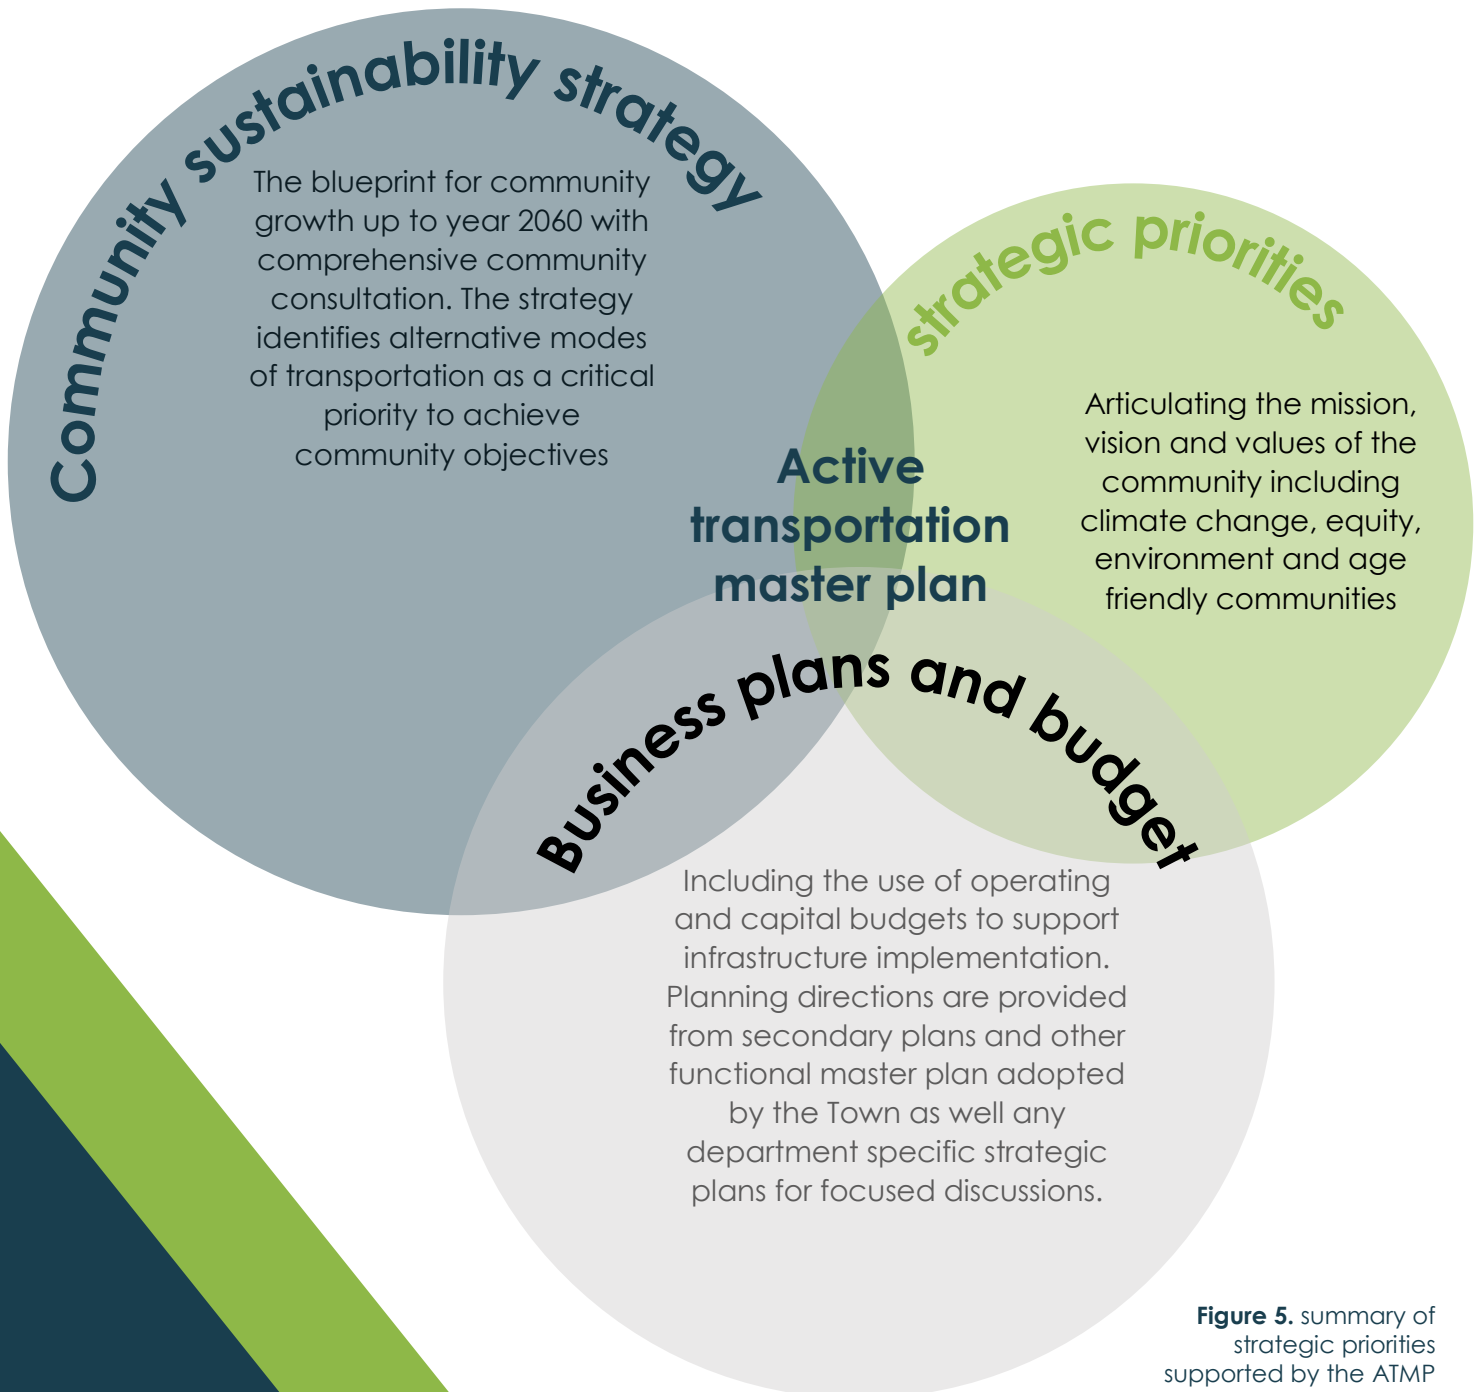 Community sustainability strategy
The blueprint for community
growth up to year 2060 with
comprehensive community
consultation. The strategy
identifies alternative modes
of transportation as a critical
priority to achieve
community objectives
strategic priorities
Articulating the mission,
vision and values of the
community including
climate change, equity,
environment and age
friendly communities
Active
transportation
master plan
Business plans and budget
Including the use of operating
and capital budgets to support
infrastructure implementation.
Planning directions are provided
from secondary plans and other
functional master plan adopted
by the Town as well any
department specific strategic
plans for focused discussions.
Figure 5. summary of
strategic priorities
supported by the ATMP